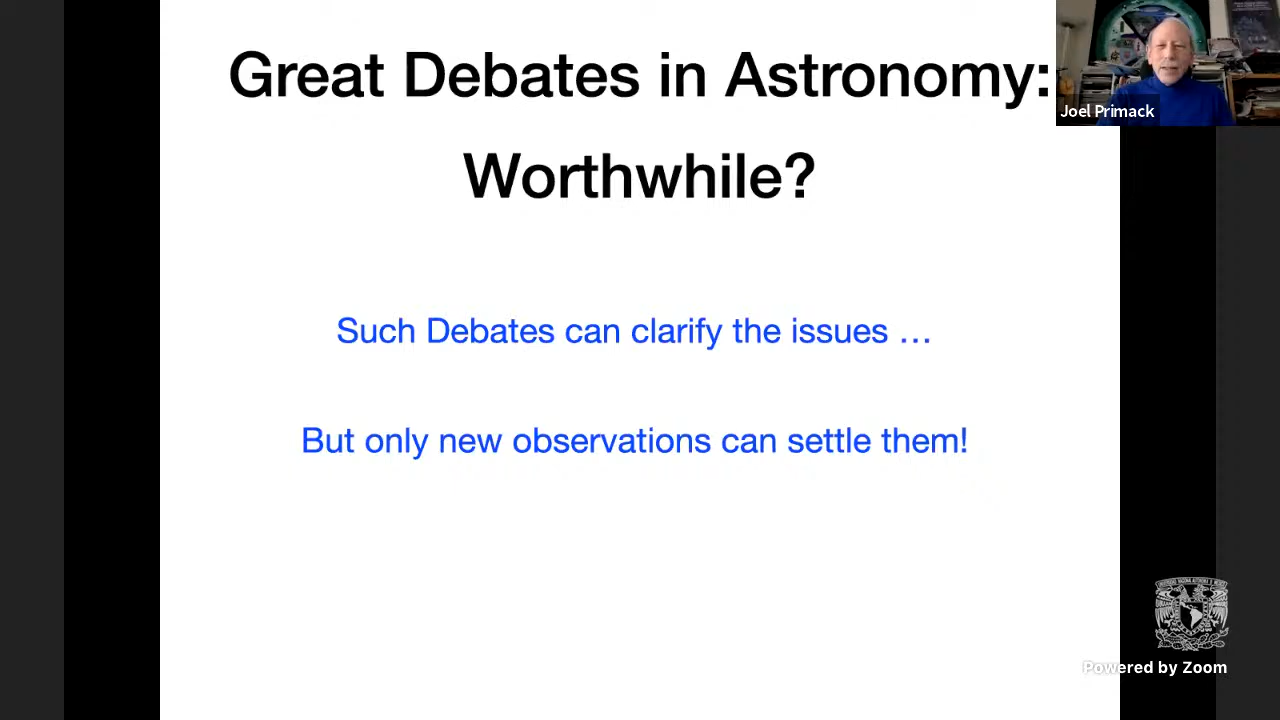 Great Debates in Astronomy:
Worthwhile?
Such Debates can clarify the issues …
But only new observations can settle them!
Joel Primack
Powered by Zoom